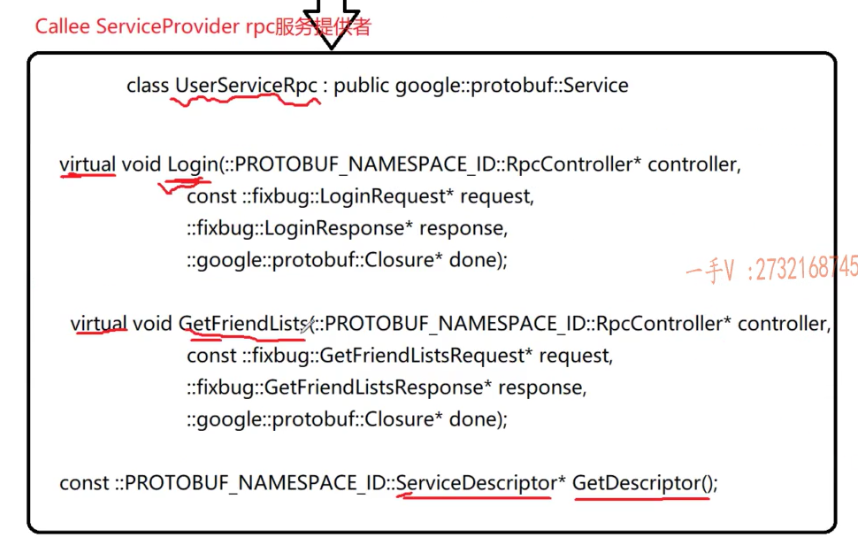 Callee ServiceProvider rpc服务提供者
class UserServiceRpc : public google::protobuf::Service
virtual void Login(::PROTOBUF_NAMESPACE_ID::RpcController* controller,
const ::fixbug::LoginRequest* request,
::fixbug::LoginResponse* response,
::google::protobuf::Closure* done);
一手V :2732168745
virtual void GetFriendLists(::PROTOBUF_NAMESPACE_ID::RpcController* controller,
const ::fixbug::GetFriendListsRequest* request,
::fixbug::GetFriendListsResponse* response,
::google::protobuf::Closure* done);
const ::PROTOBUF_NAMESPACE_ID::ServiceDescriptor* GetDescriptor();